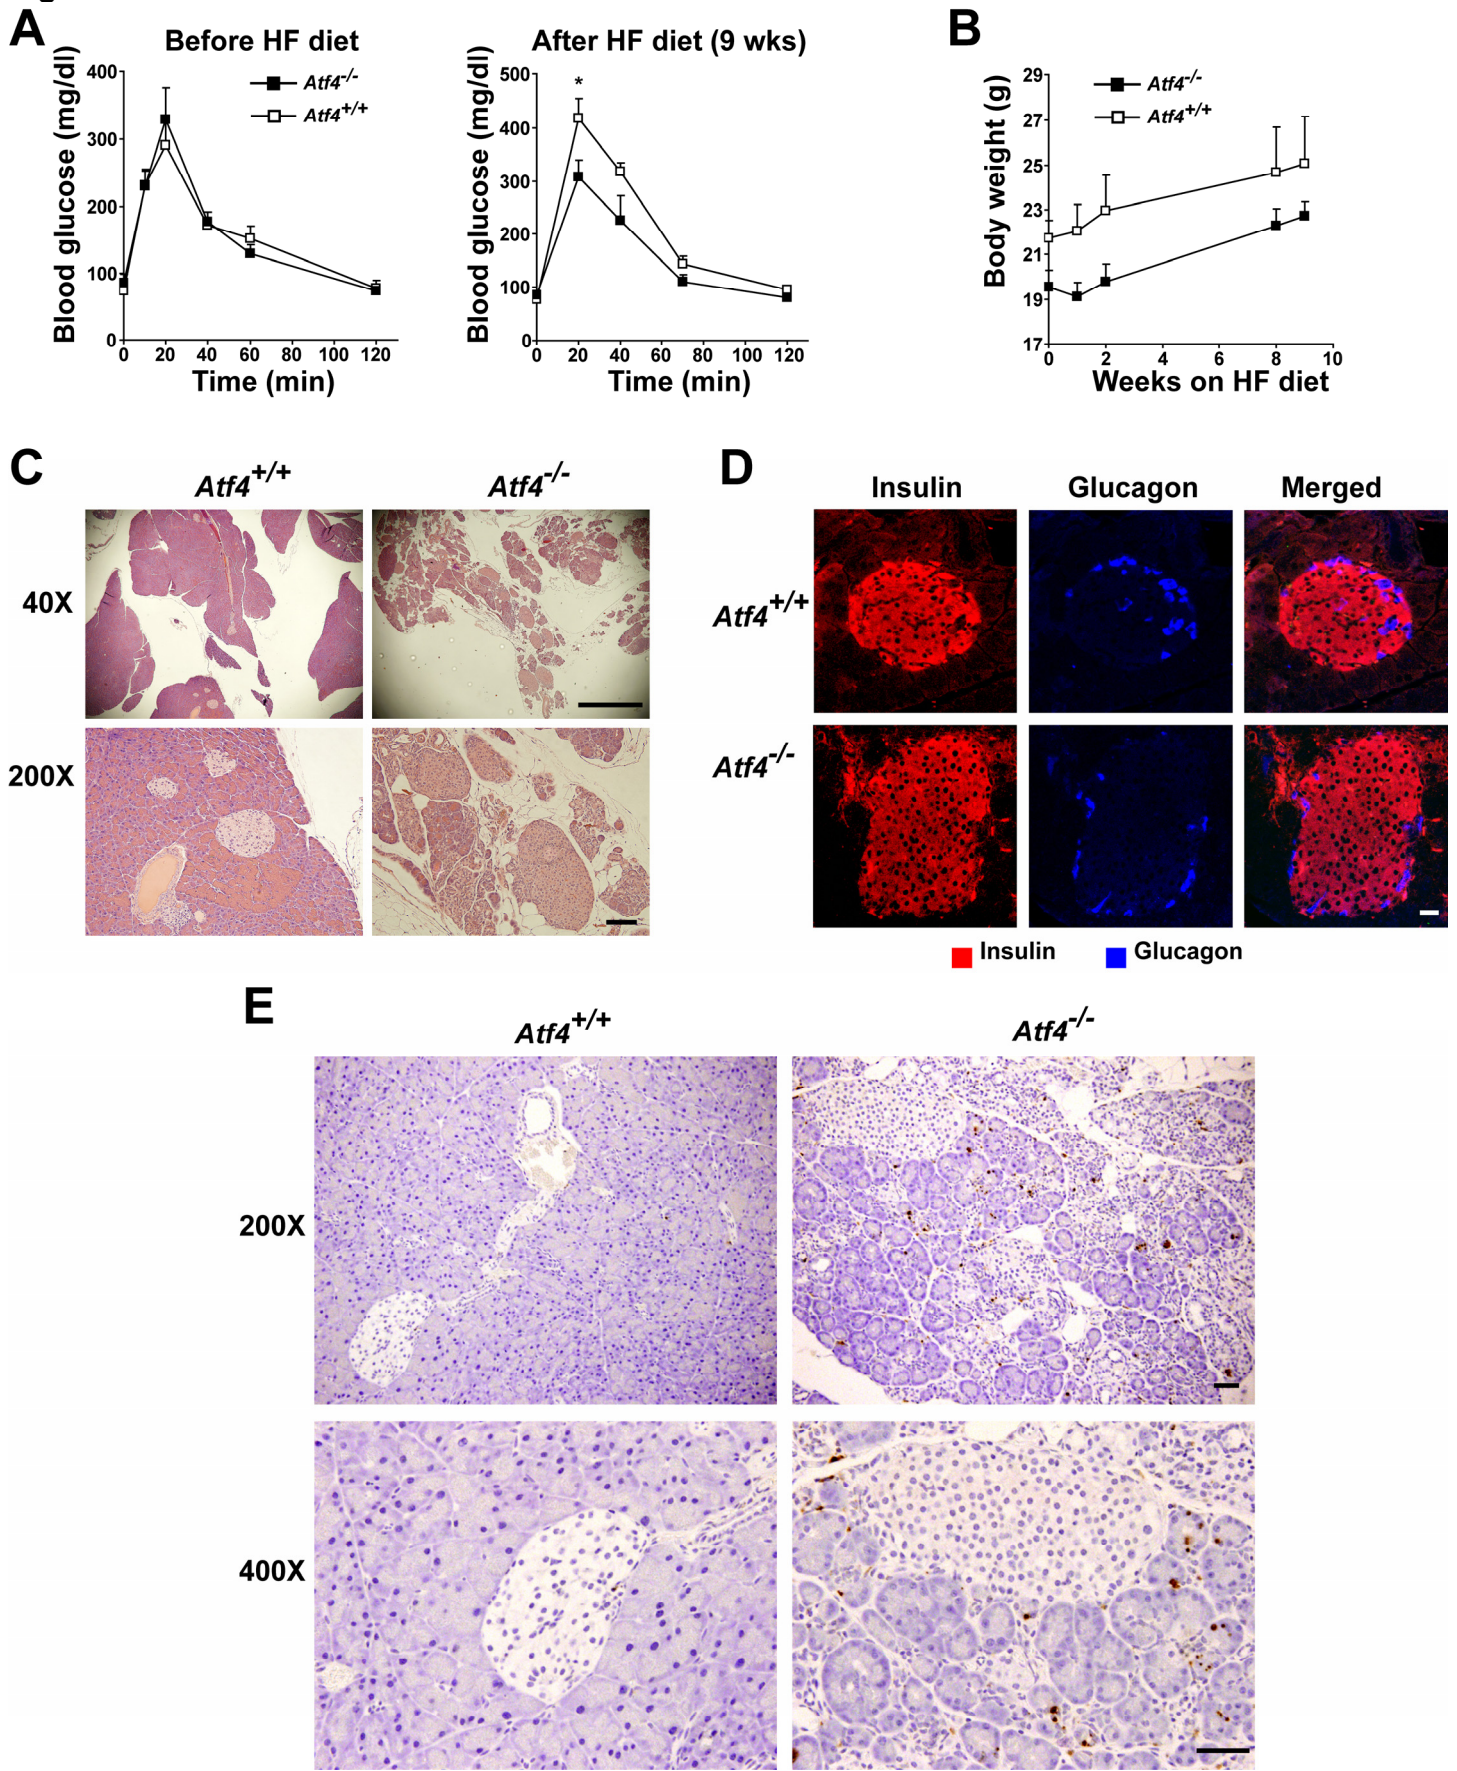 A
Before HF diet
Blood glucose (mg/dl)
400
300
200
100
0
0 20 40 60 80 100 120
Time (min)
Atf4-/-
Atf4+/+
After HF diet (9 wks)
Blood glucose (mg/dl)
500
400
300
200
100
0
*
0 20 40 60 80 100 120
Time (min)
B
Body weight (g)
29
27
25
23
21
19
17
Atf4-/-
Atf4+/+
0 2 4 6 8 10
Weeks on HF diet
C
Atf4+/+ Atf4-/-
40X
200X
D
Insulin Glucagon Merged
Atf4+/+
Atf4-/-
Insulin Glucagon
E
Atf4+/+ Atf4-/-
200X
400X